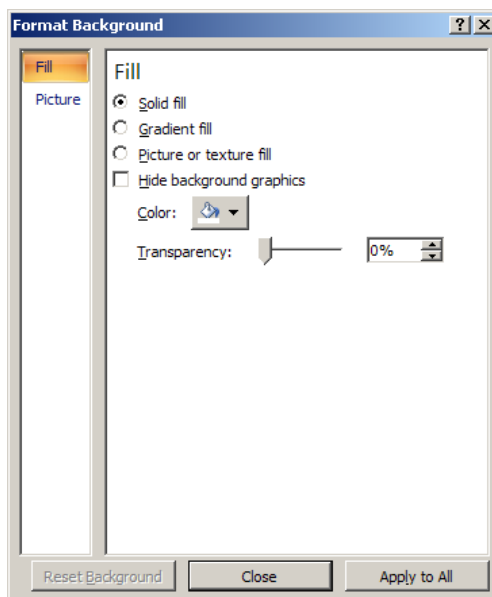 Format Background
Fill
Picture
Fill
Solid fill
Gradient fill
Picture or texture fill
Hide background graphics
Color:
Transparency:
0%
Reset Background
Close
Apply to All